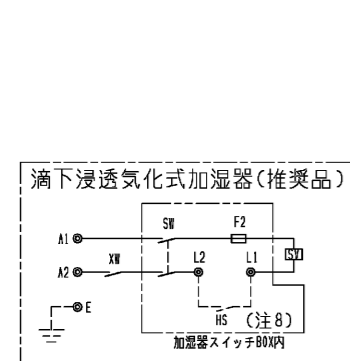 滴下浸透気化式加湿器(推奨品)
SW
F2
A1
XW
L2
L1
SV
A2
E
HS (注8)
加湿器スイッチBOX内